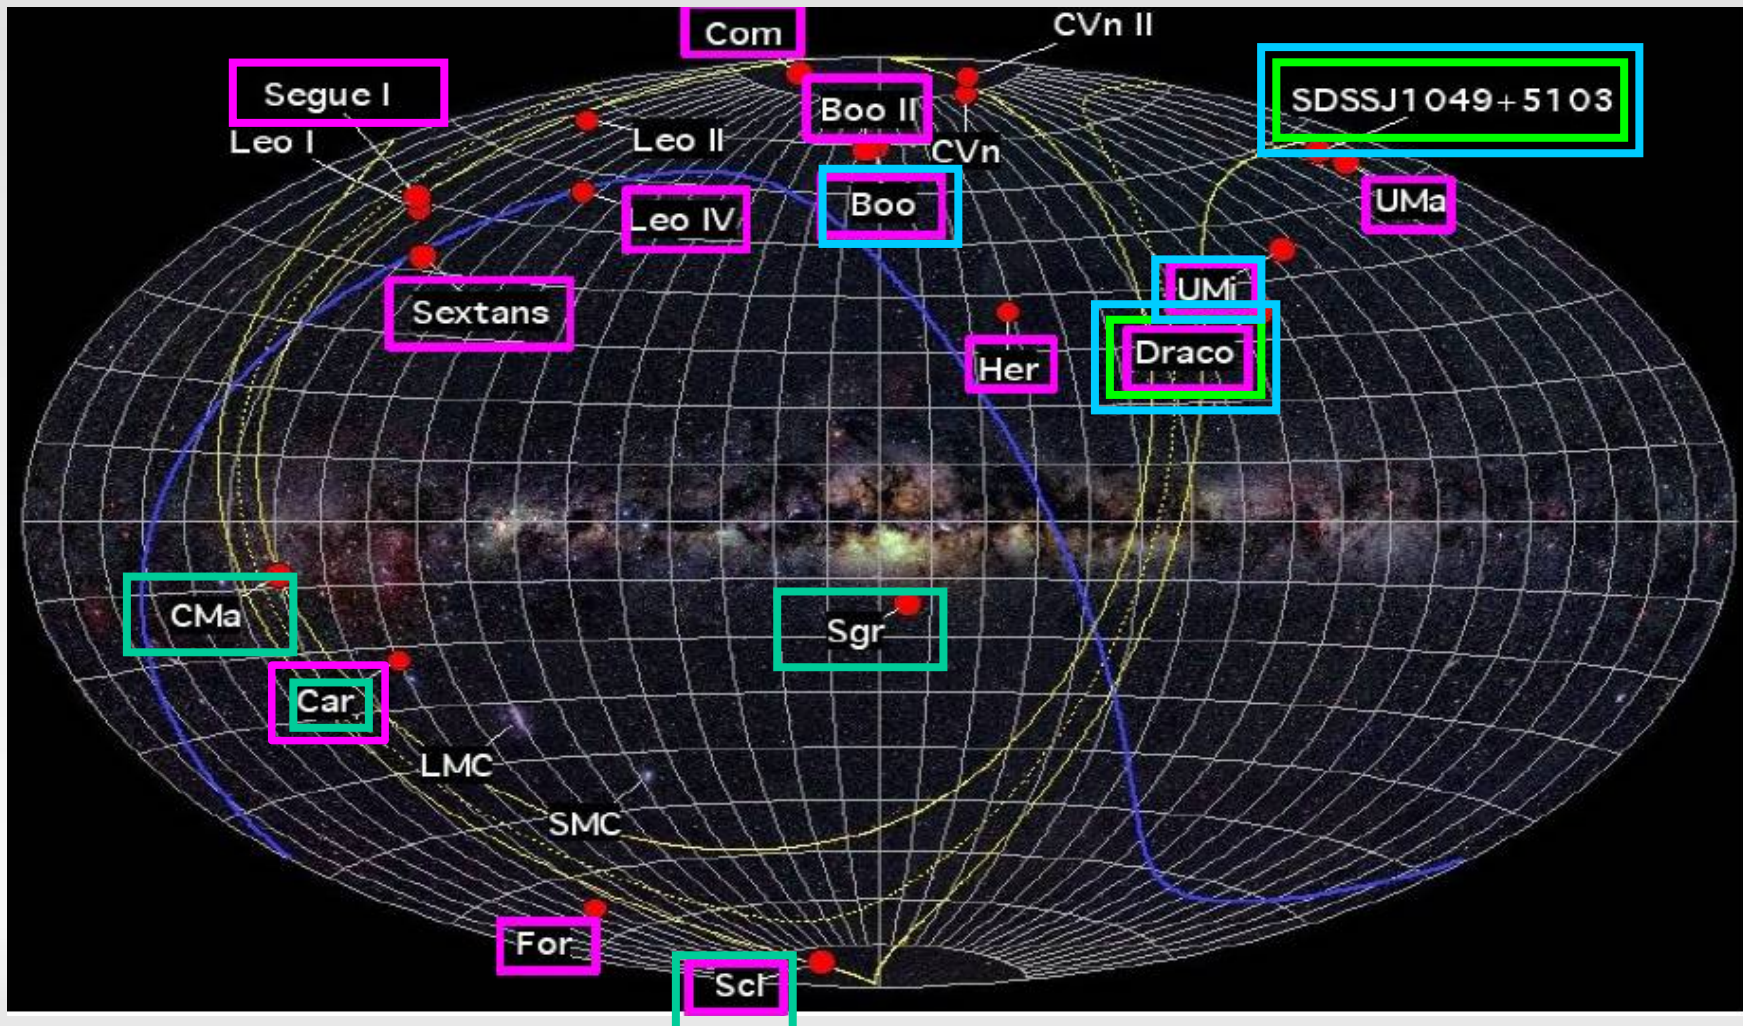 Com
CVn II
Segue I
SDSSJ1049+5103
Boo II
Leo I
Leo II
CVn
UMa
Boo
Leo IV
UMi
Sextans
Draco
Her
CMa
Sgr
Car
LMC
SMC
For
Scl